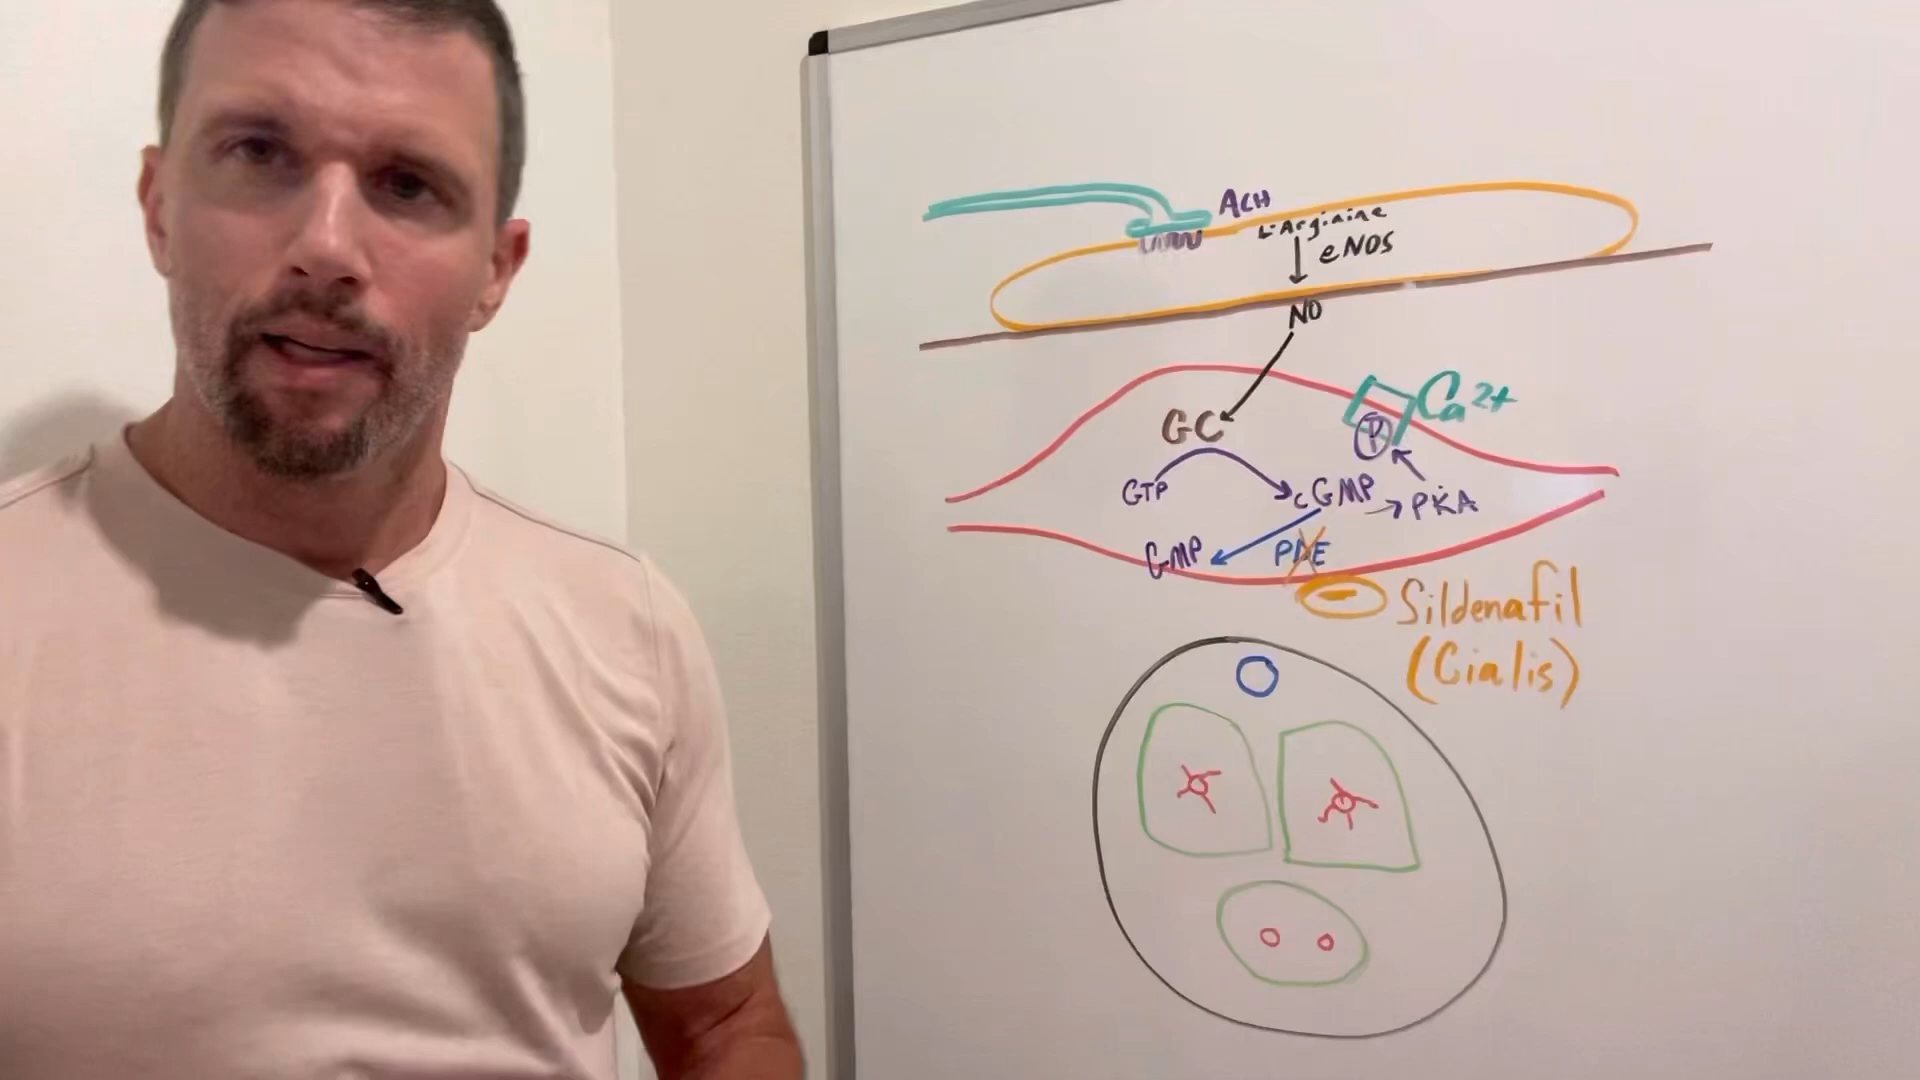 ACH
L-Arginine
eNOS
NO
Ca2+
GC
P
GTP
cGMP
PKA
GMP
PDE
Sildenafil
(Cialis)